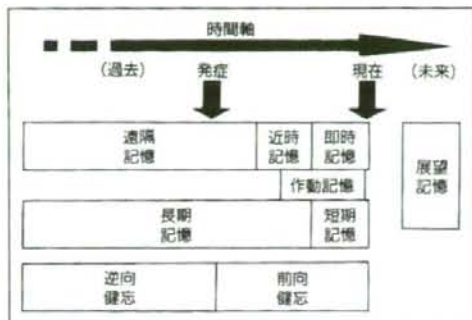 時間軸
(過去) 発症 現在 (未来)
遠隔 近時 即時
記憶 記憶 記憶
展望
記憶
作動記憶
長期 短期
記憶 記憶
逆向 前向
健忘 健忘